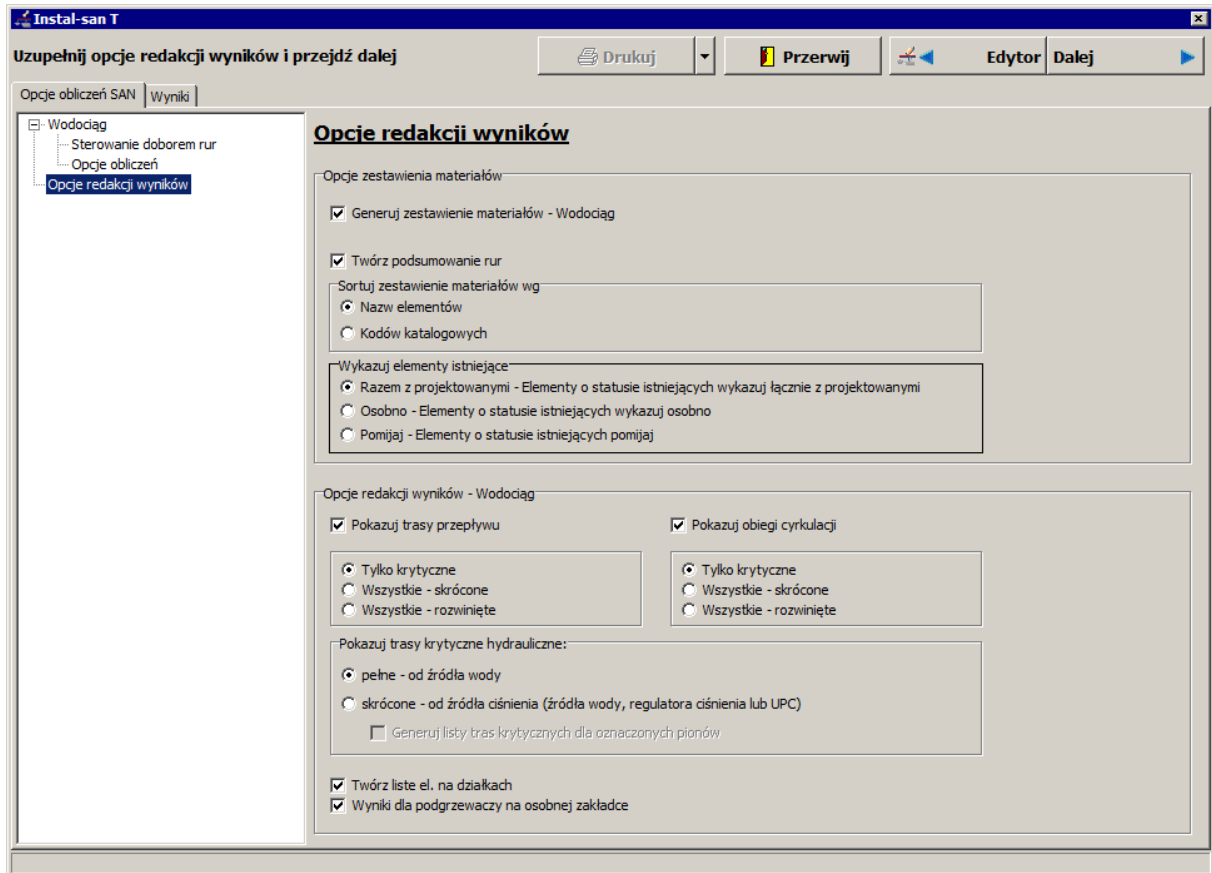 Instal-san T
Uzupełnij opcje redakcji wyników i przejdź dalej
Drukuj
Przerwij
Edytor
Dalej
Opcje obliczeń SAN
Wyniki
Wodociąg
Sterowanie doborem rur
Opcje obliczeń
Opcje redakcji wyników
Opcje redakcji wyników
Opcje zestawienia materiałów
Generuj zestawienie materiałów - Wodociąg
Twórz podsumowanie rur
Sortuj zestawienie materiałów wg
Nazw elementów
Kodów katalogowych
Wykazuj elementy istniejące
Razem z projektowanymi - Elementy o statusie istniejących wykazuj łącznie z projektowanymi
Osobno - Elementy o statusie istniejących wykazuj osobno
Pomijaj - Elementy o statusie istniejących pomijaj
Opcje redakcji wyników - Wodociąg
Pokazuj trasy przepływu
Pokazuj obiegi cyrkulacji
Tylko krytyczne
Wszystkie - skrócone
Wszystkie - rozwinięte
Tylko krytyczne
Wszystkie - skrócone
Wszystkie - rozwinięte
Pokazuj trasy krytyczne hydrauliczne:
pełne - od źródła wody
skrócone - od źródła ciśnienia (źródła wody, regulatora ciśnienia lub UPC)
Generuj listy tras krytycznych dla oznaczonych pionów
Twórz liste el. na działkach
Wyniki dla podgrzewaczy na osobnej zakładce